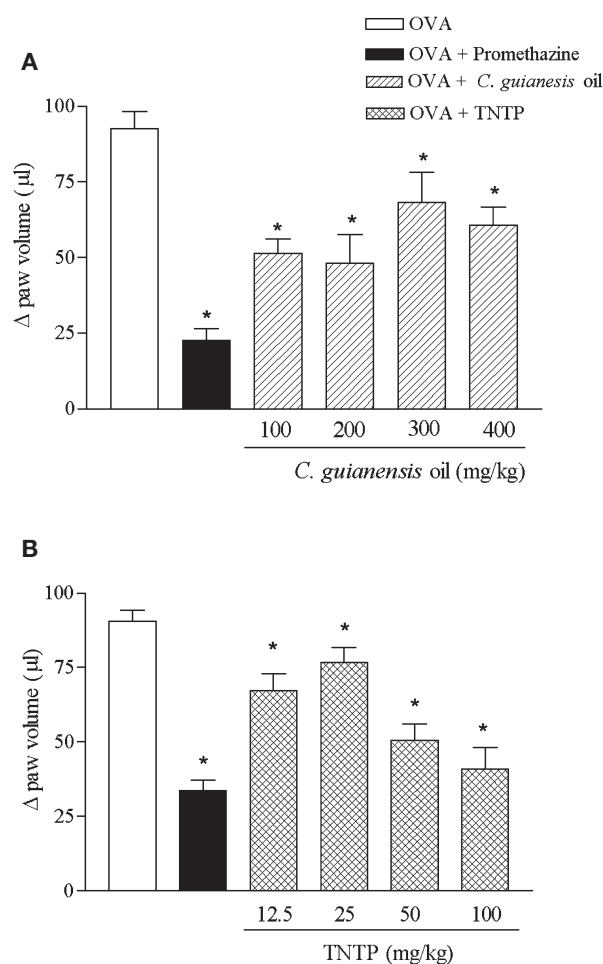 OVA
OVA + Promethazine
OVA + C. guianesis oil
OVA + TNTP
A
Δ paw volume (µl)
100
75
50
25
0
*
*
*
*
*
100 200 300 400
C. guianensis oil (mg/kg)
B
Δ paw volume (µl)
100
75
50
25
0
*
*
*
*
*
12.5 25 50 100
TNTP (mg/kg)